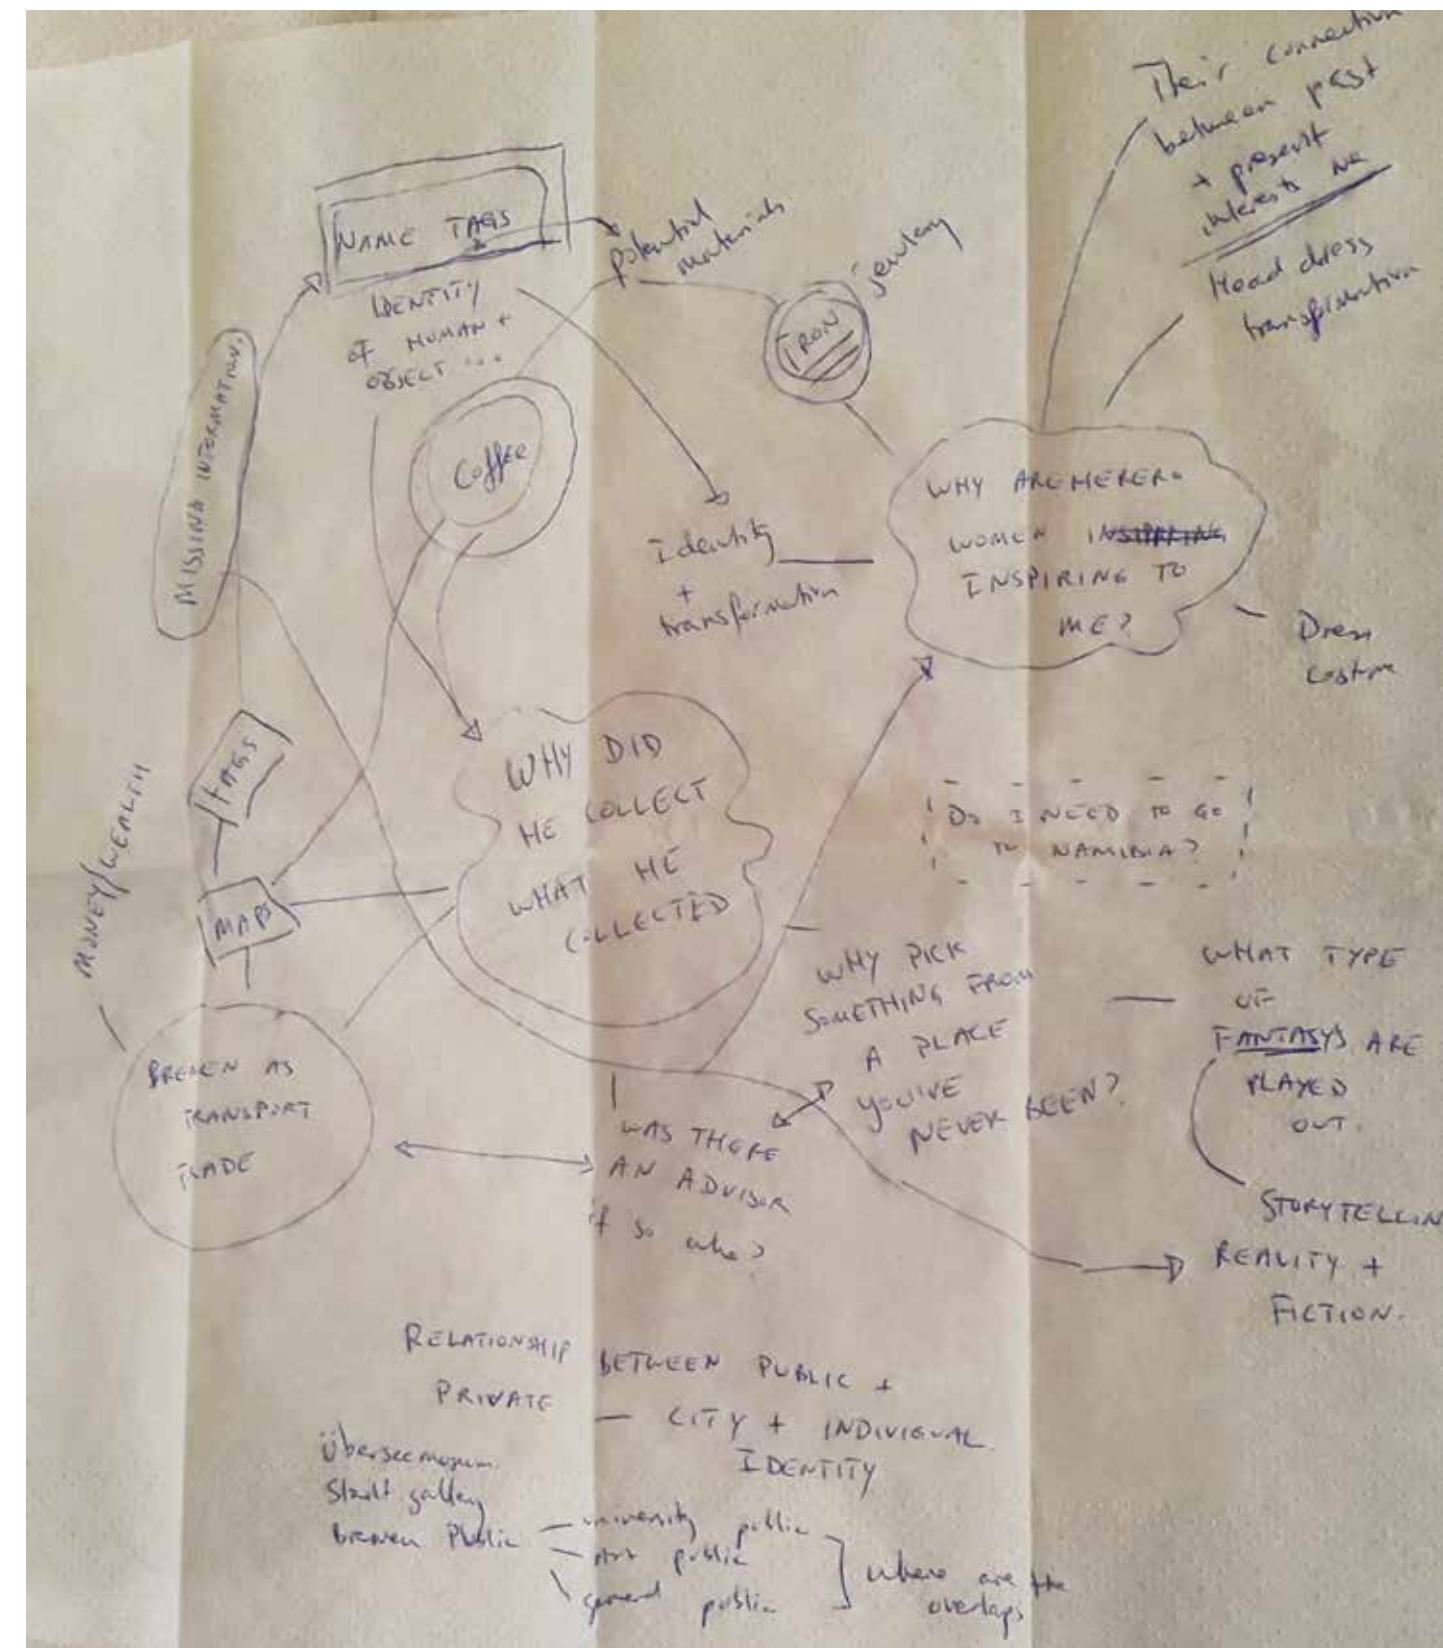 Their connection
between past
+ present
interests me
Head dress
transformation
NAME TAGS
potential
materials
jewlery
IRON
IDENTITY
OF HUMAN +
OBJECT ...
MISSING INFORMATION.
Coffee
WHY ARE HERERO
WOMEN INSIPRING
INSPIRING TO
ME?
Identity
+
transformation
Dress
costume
WHY DID
HE COLLECT
WHAT HE
COLLECTED
TAGS
MONEY/WEALTH
MAPS
DO I NEED TO GO
TO NAMIBIA?
WHY PICK
SOMETHING FROM
A PLACE
YOU'VE
NEVER BEEN?
WHAT TYPE
OF
FANTASYS ARE
PLAYED
OUT.
BREMEN AS
TRANSPORT
TRADE
WAS THERE
AN ADVISOR
if so who?
STORYTELLIN
REALITY +
FICTION.
RELATIONSHIP BETWEEN PUBLIC +
PRIVATE
— CITY + INDIVIGUAL
IDENTITY
Überseemuseum
Stadt gallery
Bremen Public — university public
— Art public
\ general public
where are the
overlaps